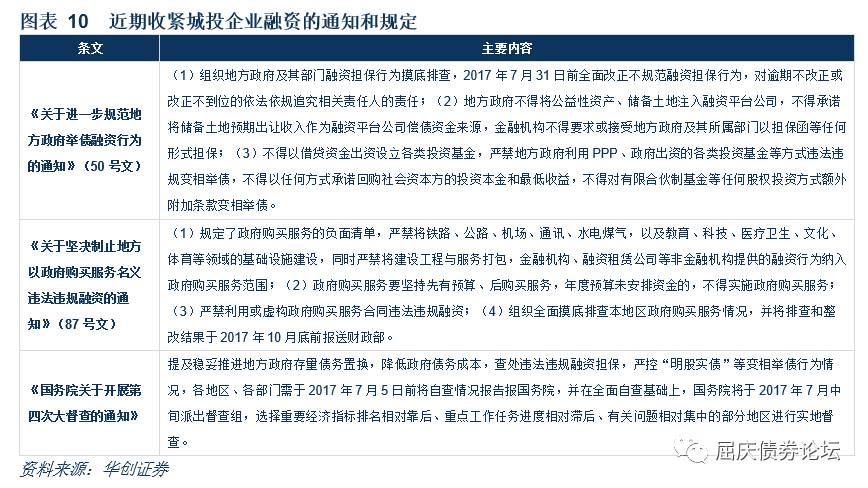 图表 10 近期收紧城投企业融资的通知和规定
条文
主要内容
《关于进一步规范地
方政府举债融资行为
的通知》（50 号文）
（1）组织地方政府及其部门融资担保行为摸底排查，2017 年 7 月 31 日前全面改正不规范融资担保行为，对逾期不改正或
改正不到位的依法依规追究相关责任人的责任；（2）地方政府不得将公益性资产、储备土地注入融资平台公司，不得承诺
将储备土地预期出让收入作为融资平台公司偿债资金来源，金融机构不得要求或接受地方政府及其所属部门以担保函等任何
形式担保；（3）不得以借贷资金出资设立各类投资基金，严禁地方政府利用 PPP、政府出资的各类投资基金等方式违法违
规变相举债，不得以任何方式承诺回购社会资本方的投资本金和最低收益，不得对有限合伙制基金等任何股权投资方式额外
附加条款变相举债。
《关于坚决制止地方
以政府购买服务名义
违法违规融资的通
知》（87 号文）
（1）规定了政府购买服务的负面清单，严禁将铁路、公路、机场、通讯、水电煤气，以及教育、科技、医疗卫生、文化、
体育等领域的基础设施建设，同时严禁将建设工程与服务打包，金融机构、融资租赁公司等非金融机构提供的融资行为纳入
政府购买服务范围；（2）政府购买服务要坚持先有预算、后购买服务，年度预算未安排资金的，不得实施政府购买服务；
（3）严禁利用或虚构政府购买服务合同违法违规融资；（4）组织全面摸底排查本地区政府购买服务情况，并将排查和整
改结果于 2017 年 10 月底前报送财政部。
《国务院关于开展第
四次大督查的通知》
提及稳妥推进地方政府存量债务置换，降低政府债务成本，查处违法违规融资担保，严控“明股实债”等变相举债行为情
况，各地区、各部门需于 2017 年 7 月 5 日前将自查情况报告报国务院，并在全面自查基础上，国务院将于 2017 年 7 月中
旬派出督查组，选择重要经济指标排名相对靠后、重点工作任务进度相对滞后、有关问题相对集中的部分地区进行实地督
查。
资料来源：华创证券
屈庆债券论坛